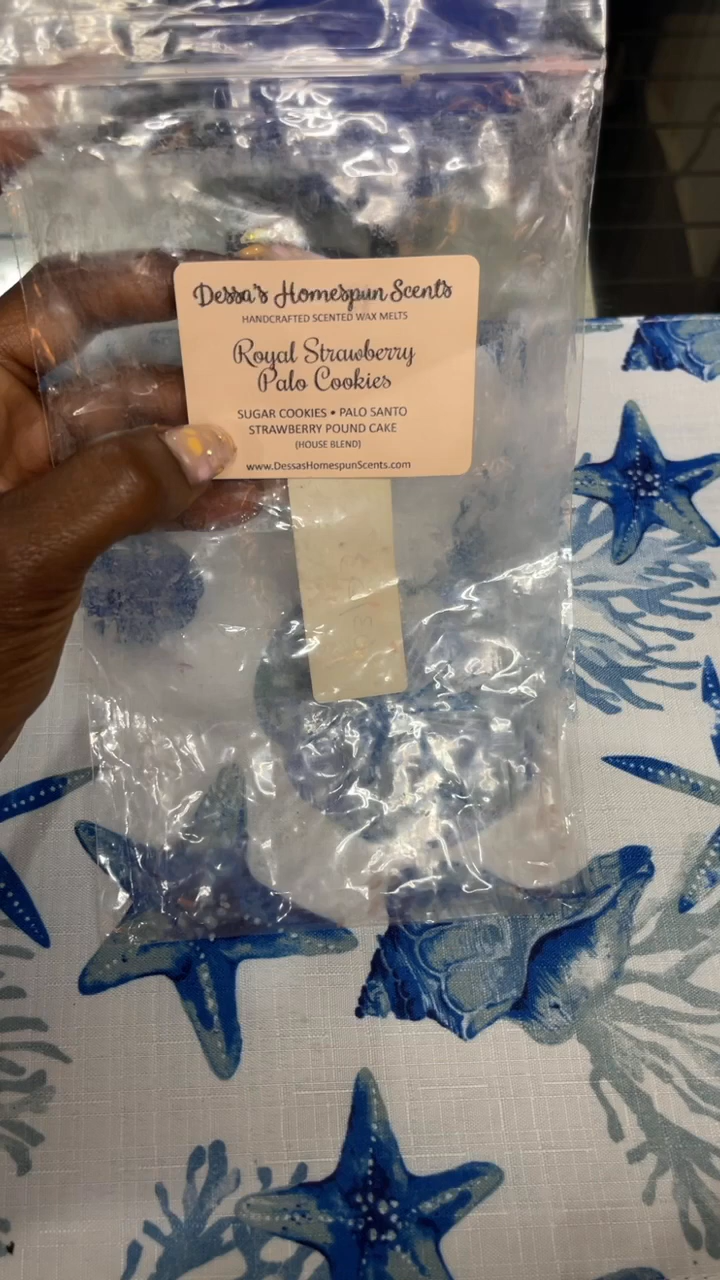 Dessa's Homespun Scents
HANDCRAFTED SCENTED WAX MELTS
Royal Strawberry
Palo Cookies
SUGAR COOKIES • PALO SANTO
STRAWBERRY POUND CAKE
(HOUSE BLEND)
www.DessasHomespunScents.com